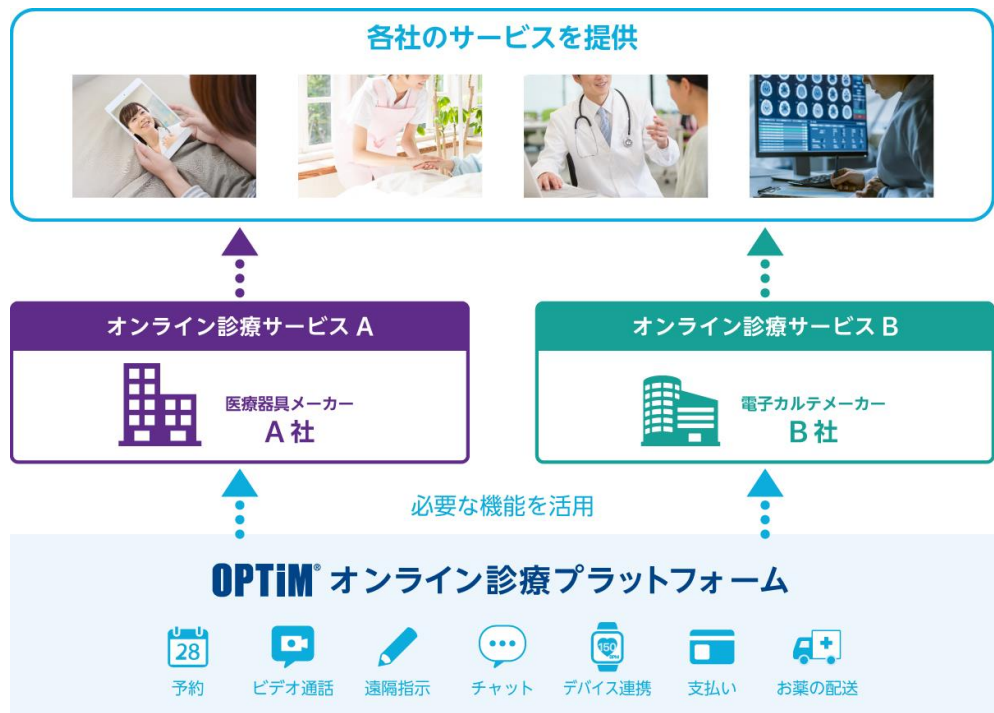 各社のサービスを提供
オンライン診療サービス A
医療器具メーカー
A 社
オンライン診療サービス B
電子カルテメーカー
B 社
必要な機能を活用
OPTiM® オンライン診療プラットフォーム
28
150
予約
ビデオ通話
遠隔指示
チャット
デバイス連携
支払い
お薬の配送